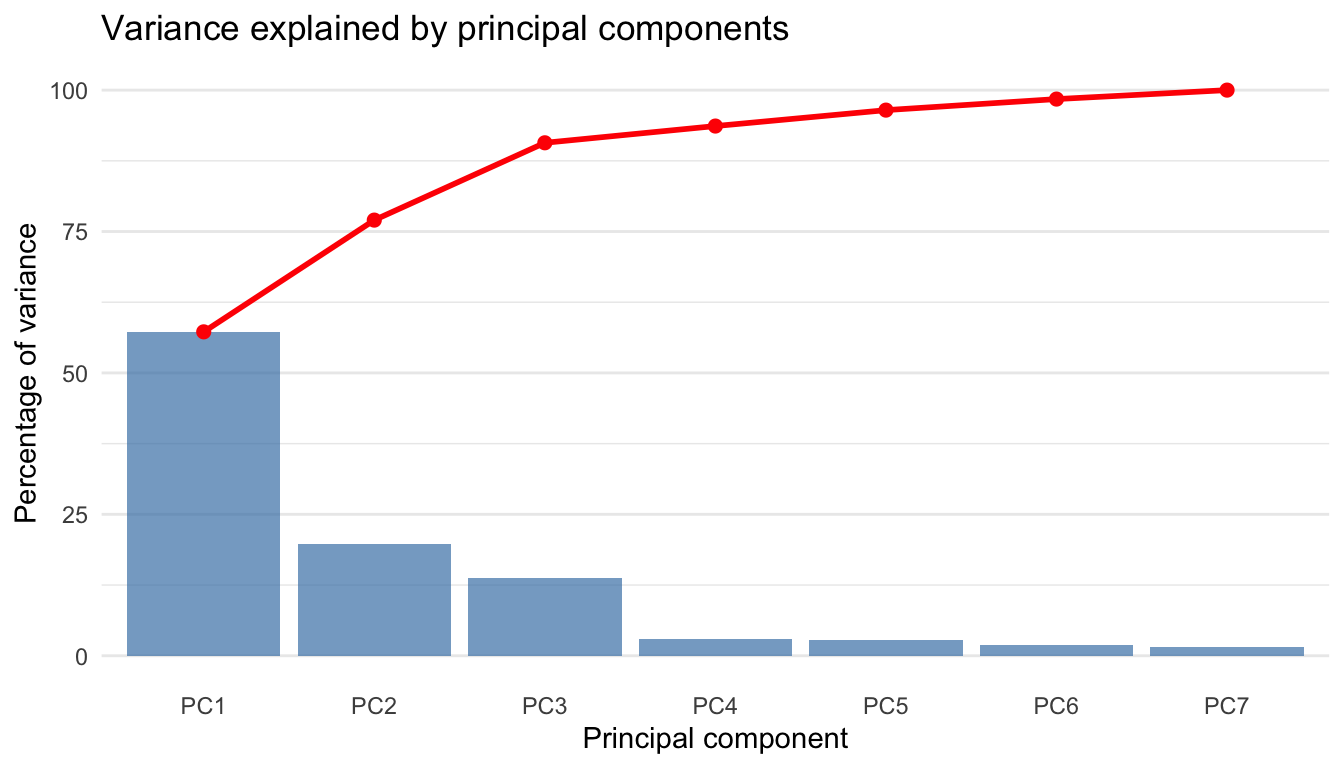 Variance explained by principal components
100
75
50
25
0
Percentage of variance
PC1 PC2 PC3 PC4 PC5 PC6 PC7
Principal component